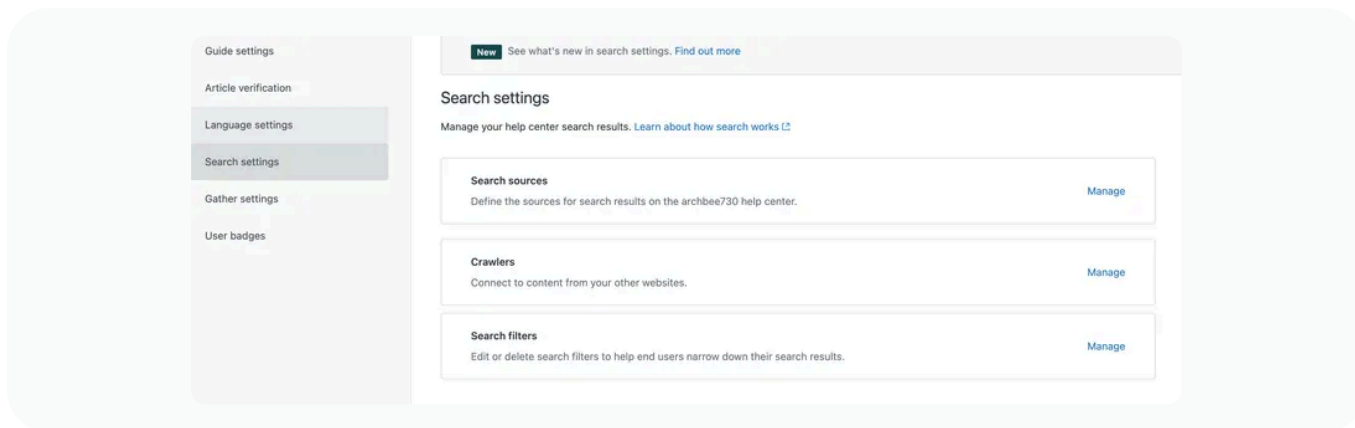 Guide settings
Article verification
Language settings
Search settings
Gather settings
User badges
New See what's new in search settings. Find out more
Search settings
Manage your help center search results. Learn about how search works
Search sources
Define the sources for search results on the archbee730 help center.
Manage
Crawlers
Connect to content from your other websites.
Manage
Search filters
Edit or delete search filters to help end users narrow down their search results.
Manage